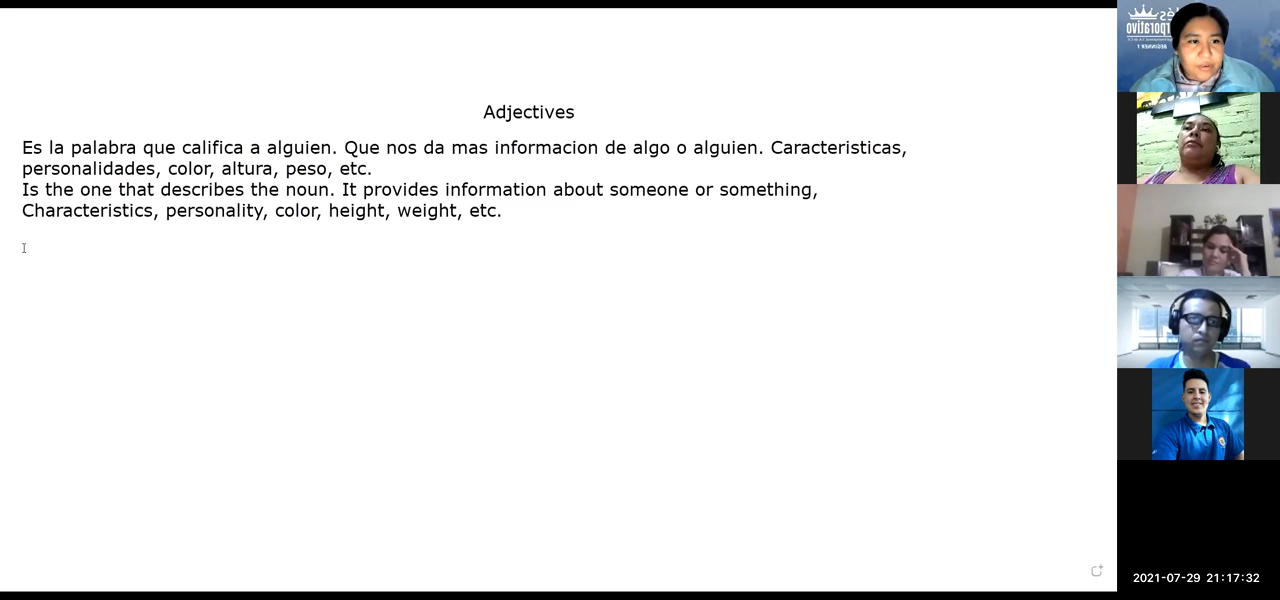 Adjectives
Es la palabra que califica a alguien. Que nos da mas informacion de algo o alguien. Caracteristicas,
personalidades, color, altura, peso, etc.
Is the one that describes the noun. It provides information about someone or something,
Characteristics, personality, color, height, weight, etc.
BEGINNER 1
2021-07-29 21:17:32